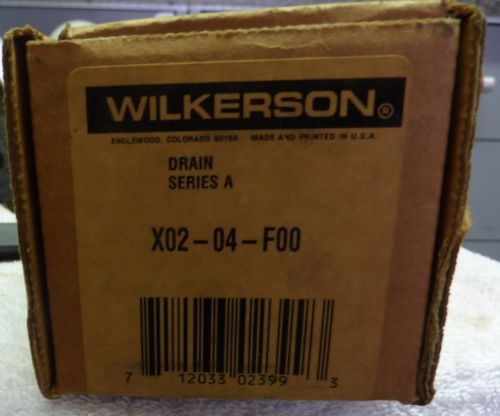 WILKERSON®
ENGLEWOOD, COLORADO 80150 MADE AND PRINTED IN U.S.A.
DRAIN
SERIES A
X02-04-F00
7 12033 02399 3